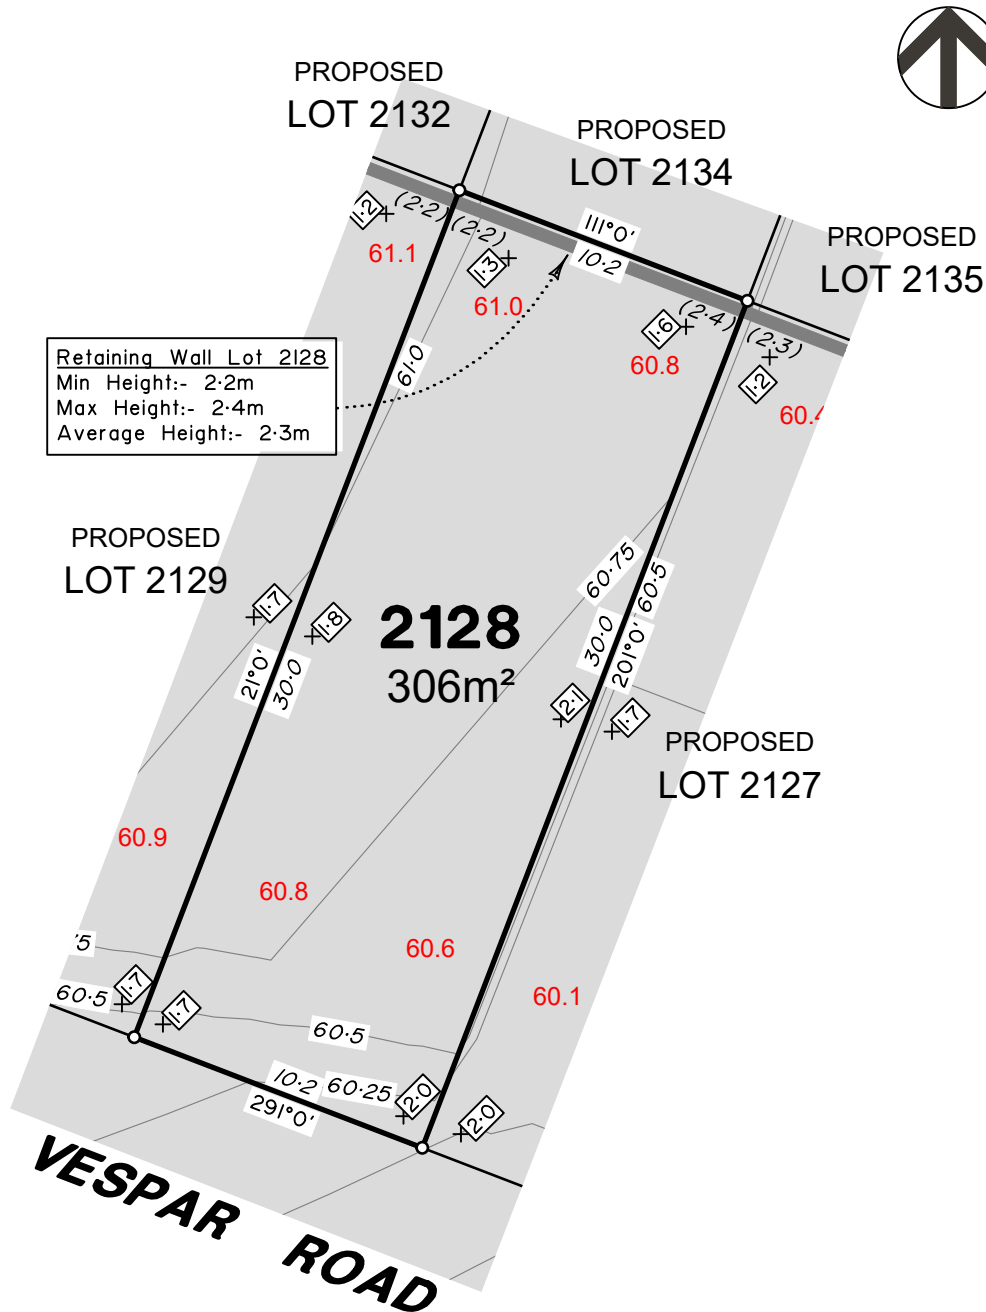 PROPOSED
LOT 2132
PROPOSED
LOT 2134
PROPOSED
LOT 2135
111°0'
10·2
(2·2)
(2·2)
(2·4)
(2·3)
1·2
61.1
1·3
61.0
1·6
60.8
1·2
60.4
Retaining Wall Lot 2128
Min Height:- 2·2m
Max Height:- 2·4m
Average Height:- 2·3m
61·0
PROPOSED
LOT 2129
1·7
1·8
2128
306m²
60·75
60·5
30·0
201°0'
21°0'
30·0
2·1
1·7
PROPOSED
LOT 2127
60.9
60.8
60.6
60.1
'5
60·5
1·7
1·7
60·5
10·2
60·25
291°0'
2·0
2·0
VESPAR ROAD